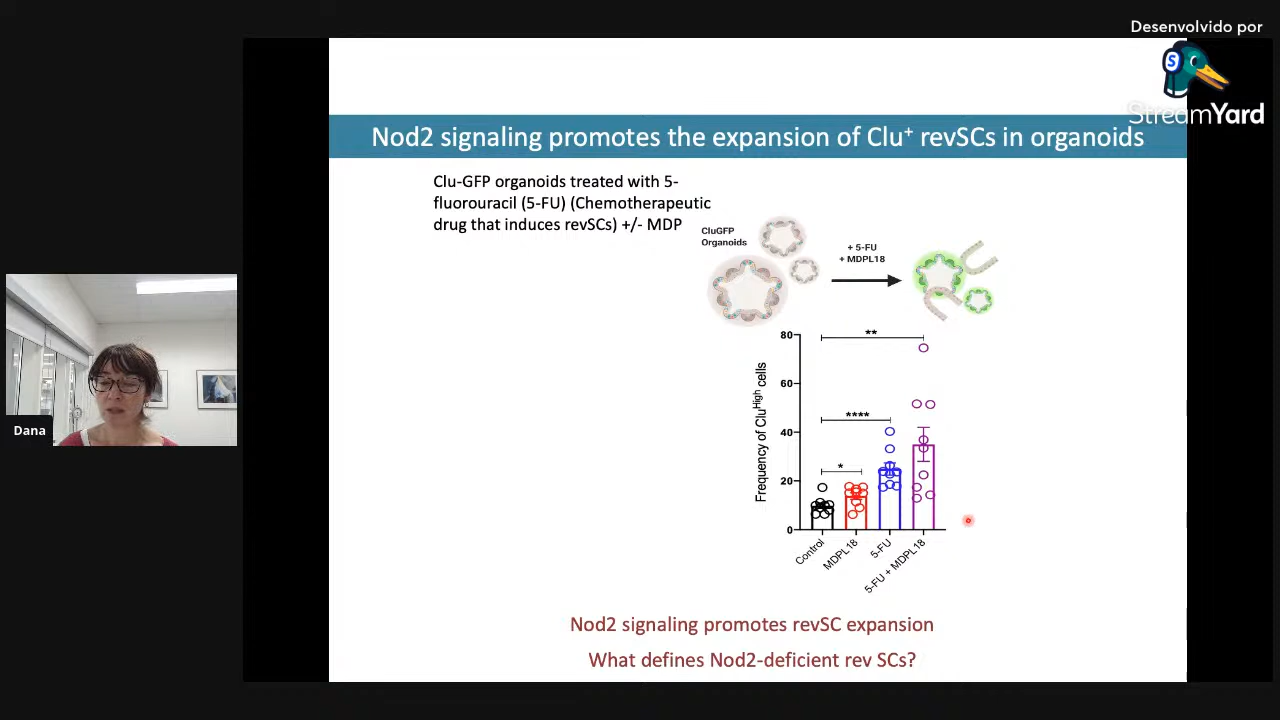 Desenvolvido por
StreamYard
Nod2 signaling promotes the expansion of Clu⁺ revSCs in organoids
Clu-GFP organoids treated with 5-
fluorouracil (5-FU) (Chemotherapeutic
drug that induces revSCs) +/- MDP
CluGFP
Organoids
+ 5-FU
+ MDPL18
Frequency of Cluᴴⁱᵍʰ cells
80
60
40
20
0
**
****
*
Control
MDPL18
5-FU
5-FU + MDPL18
Nod2 signaling promotes revSC expansion
What defines Nod2-deficient rev SCs?
Dana